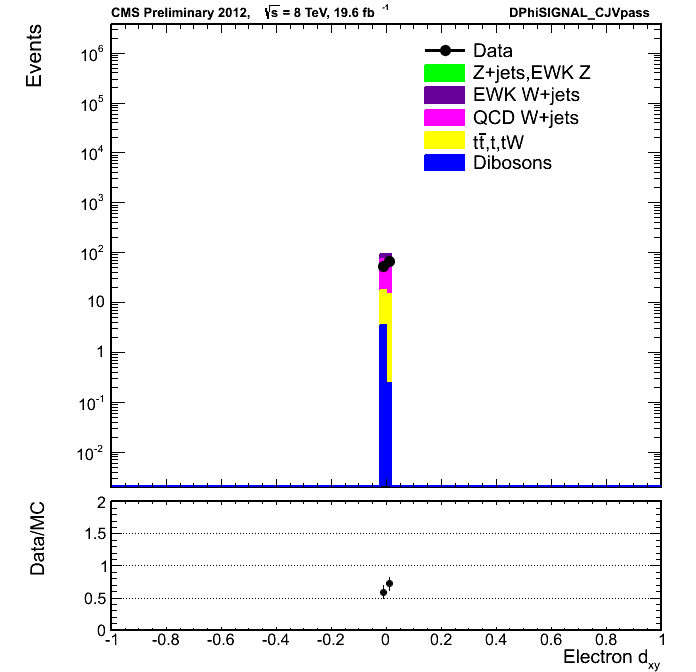 CMS Preliminary 2012, √s = 8 TeV, 19.6 fb⁻¹ DPhiSIGNAL_CJVpass
Events
10⁶
10⁵
10⁴
10³
10²
10
1
10⁻¹
10⁻²
Data
Z+jets,EWK Z
EWK W+jets
QCD W+jets
tt̄,t,tW
Dibosons
Data/MC
2
1.5
1
0.5
0
-1 -0.8 -0.6 -0.4 -0.2 0 0.2 0.4 0.6 0.8 1
Electron d_xy